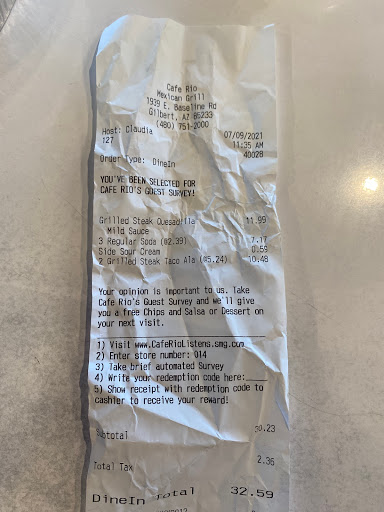 Cafe Rio
Mexican Grill
1939 E. Baseline Rd
Gilbert, AZ 85233
(480) 751-2000
Host: Claudia 07/09/2021
127 11:35 AM
40028
Order Type: DineIn
YOU'VE BEEN SELECTED FOR
CAFE RIO'S GUEST SURVEY!
Grilled Steak Quesadilla 11.99
Mild Sauce
3 Regular Soda (@2.39) 7.17
Side Sour Cream 0.59
2 Grilled Steak Taco Ala (@5.24) 10.48
Your opinion is important to us. Take
Cafe Rio's Guest Survey and we'll give
you a free Chips and Salsa or Dessert on
your next visit.
1) Visit www.CafeRioListens.smg.com
2) Enter store number: 014
3) Take brief automated Survey
4) Write your redemption code here:_____
5) Show receipt with redemption code to
cashier to receive your reward!
Subtotal 30.23
Total Tax 2.36
DineIn Total 32.59